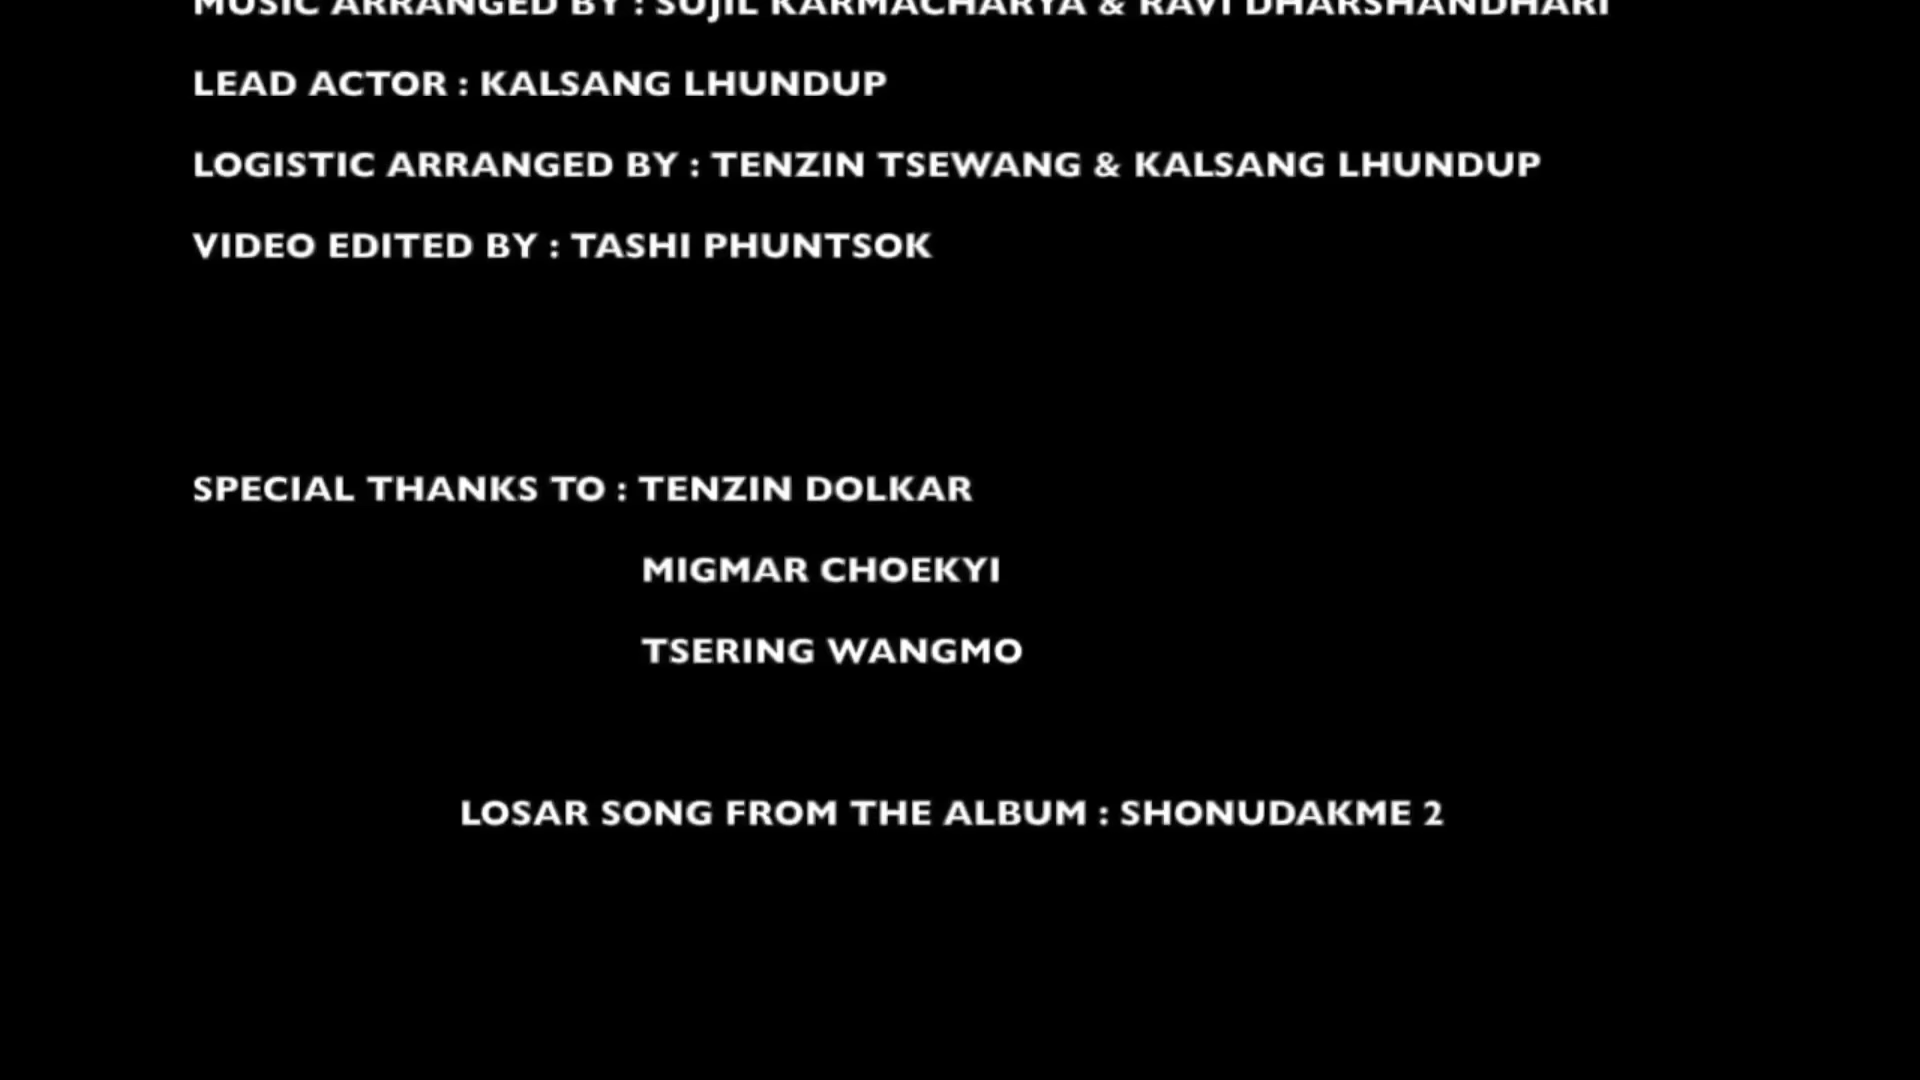 MUSIC ARRANGED BY : SUJIL KARMACHARYA & RAVI DHARSHANDHARI
LEAD ACTOR : KALSANG LHUNDUP
LOGISTIC ARRANGED BY : TENZIN TSEWANG & KALSANG LHUNDUP
VIDEO EDITED BY : TASHI PHUNTSOK
SPECIAL THANKS TO : TENZIN DOLKAR
MIGMAR CHOEKYI
TSERING WANGMO
LOSAR SONG FROM THE ALBUM : SHONUDAKME 2